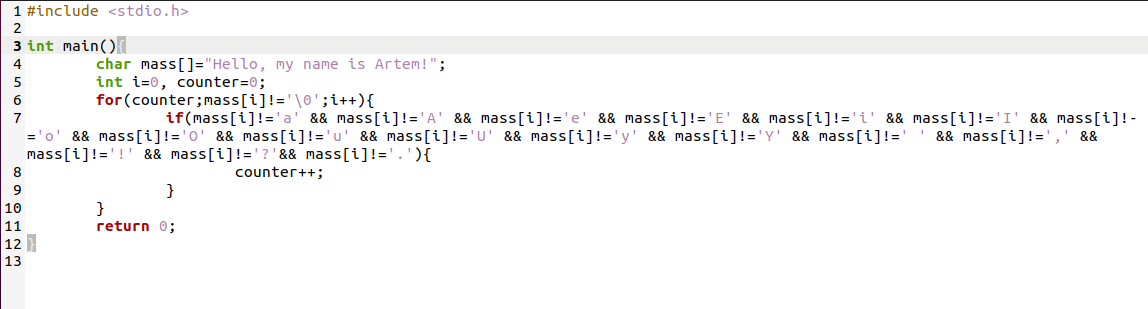 1 #include <stdio.h>
2
3 int main(){
4 char mass[]="Hello, my name is Artem!";
5 int i=0, counter=0;
6 for(counter;mass[i]!='\0';i++){
7 if(mass[i]!='a' && mass[i]!='A' && mass[i]!='e' && mass[i]!='E' && mass[i]!='i' && mass[i]!='I' && mass[i]!-
='o' && mass[i]!='O' && mass[i]!='u' && mass[i]!='U' && mass[i]!='y' && mass[i]!='Y' && mass[i]!=' ' && mass[i]!=',' &&
mass[i]!='!' && mass[i]!='?'&& mass[i]!='.'){
8 counter++;
9 }
10 }
11 return 0;
12 }
13